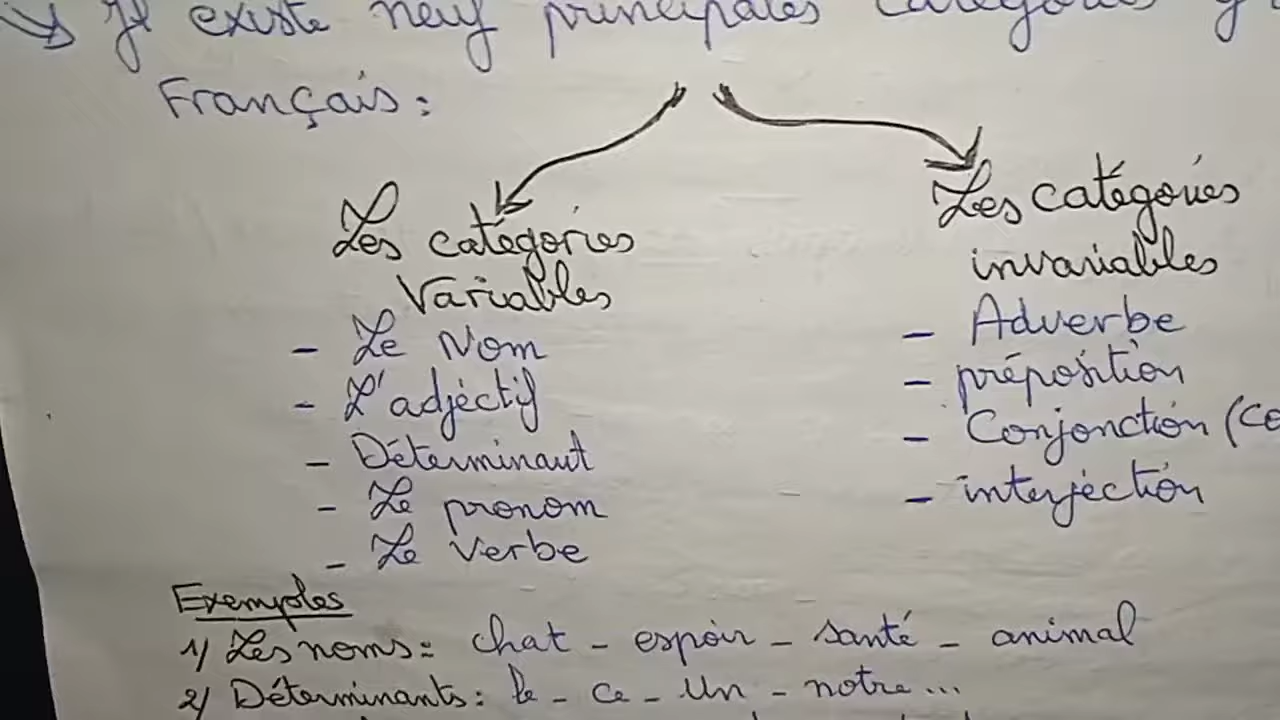 Il existe neuf principales catégories
Français :
Les catégories
Variables
- Le Nom
- L'adjéctif
- Déterminant
- Le pronom
- Le Verbe
Les catégories
invariables
- Adverbe
- préposition
- Conjonction (co
- interjéction
Exemples
1) Les noms : chat - espoir - santé - animal
2) Déterminants : le - ce - Un - notre...